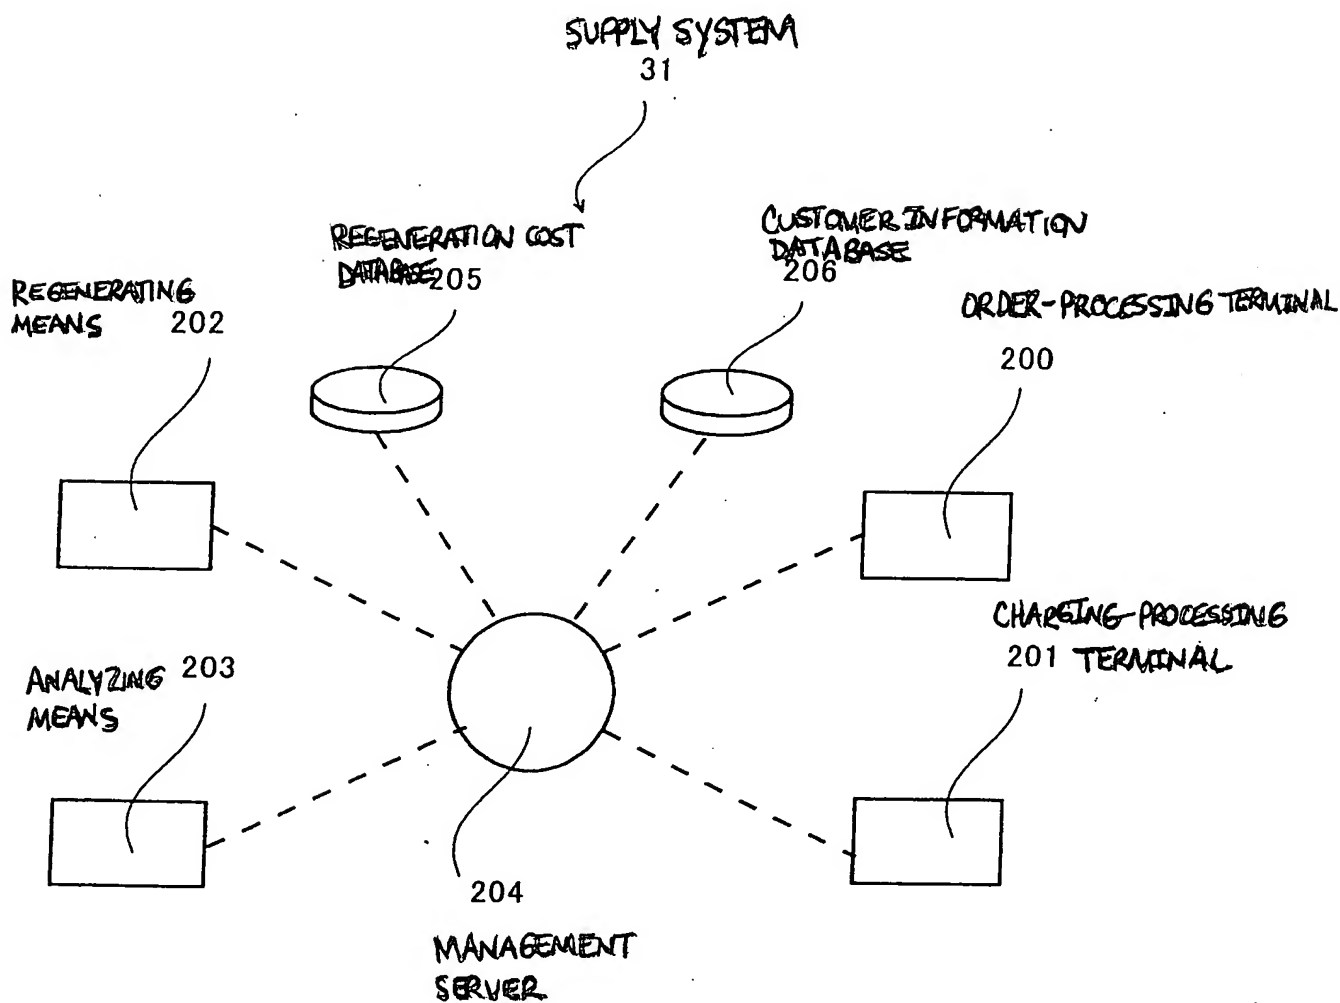 SUPPLY SYSTEM
31
REGENERATION COST
DATABASE 205
CUSTOMER INFORMATION
DATABASE
206
REGENERATING
MEANS 202
ORDER-PROCESSING TERMINAL
200
CHARGING-PROCESSING
201 TERMINAL
ANALYZING 203
MEANS
204
MANAGEMENT
SERVER